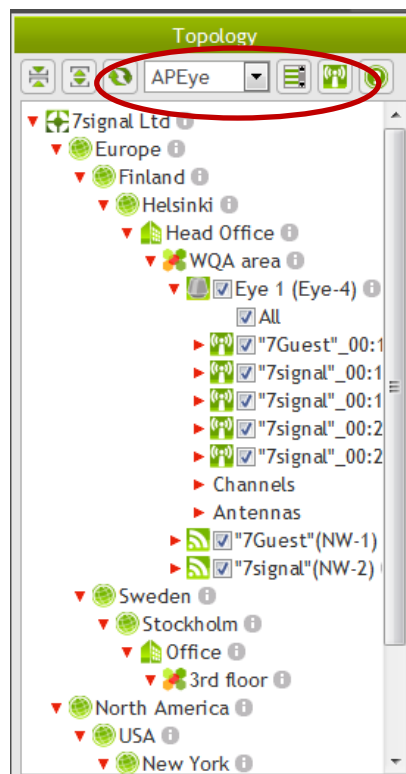 Topology
APEye
7signal Ltd
Europe
Finland
Helsinki
Head Office
WQA area
Eye 1 (Eye-4)
All
"7Guest"_00:1
"7signal"_00:1
"7signal"_00:1
"7signal"_00:2
"7signal"_00:2
Channels
Antennas
"7Guest"(NW-1)
"7signal"(NW-2)
Sweden
Stockholm
Office
3rd floor
North America
USA
New York